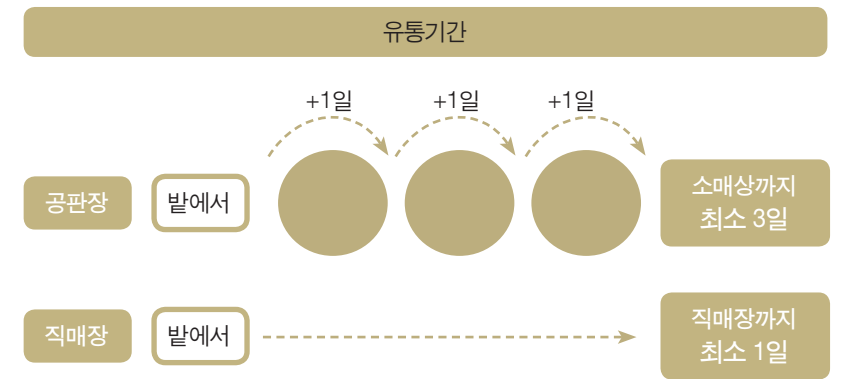 유통기간
+1일
+1일
+1일
공판장
밭에서
소매상까지
최소 3일
직매장
밭에서
직매장까지
최소 1일